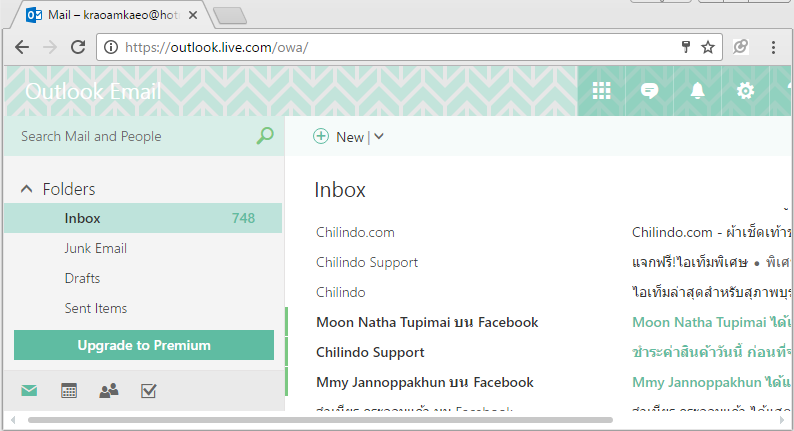 Mail – kraoamkaeo@hot
https://outlook.live.com/owa/
Outlook Email
Search Mail and People
New
Folders
Inbox 748
Junk Email
Drafts
Sent Items
Upgrade to Premium
Inbox
Chilindo.com Chilindo.com - ผ้าเช็ดเท้า
Chilindo Support แจกฟรี!ไอเท็มพิเศษ • พิเศ
Chilindo ไอเท็มล่าสุดสำหรับสุภาพบุร
Moon Natha Tupimai บน Facebook Moon Natha Tupimai ได้
Chilindo Support ชำระค่าสินค้าวันนี้ ก่อนที่
Mmy Jannoppakhun บน Facebook Mmy Jannoppakhun ได้
บน Facebook